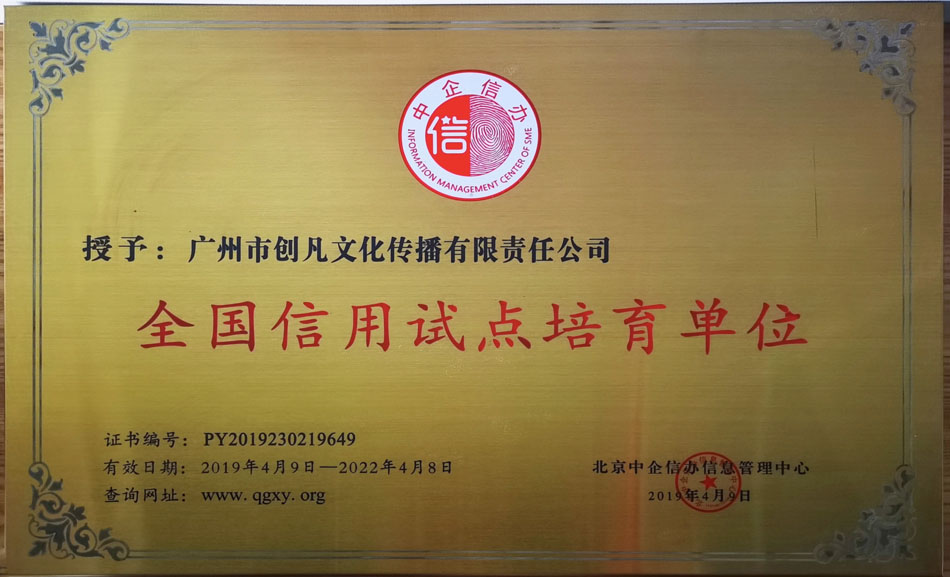 中企信办
信
INFORMATION MANAGEMENT CENTER OF SME
授予：广州市创凡文化传播有限责任公司
全国信用试点培育单位
证书编号：PY2019230219649
有效日期：2019年4月9日—2022年4月8日
查询网址：www.qgxy.org
北京中企信办信息管理中心
2019年4月9日